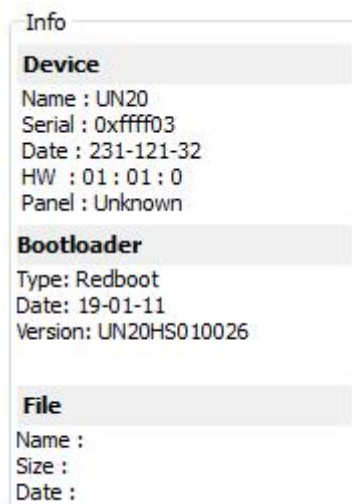 Info
Device
Name : UN20
Serial : 0xffff03
Date : 231-121-32
HW : 01 : 01 : 0
Panel : Unknown
Bootloader
Type: Redboot
Date: 19-01-11
Version: UN20HS010026
File
Name :
Size :
Date :